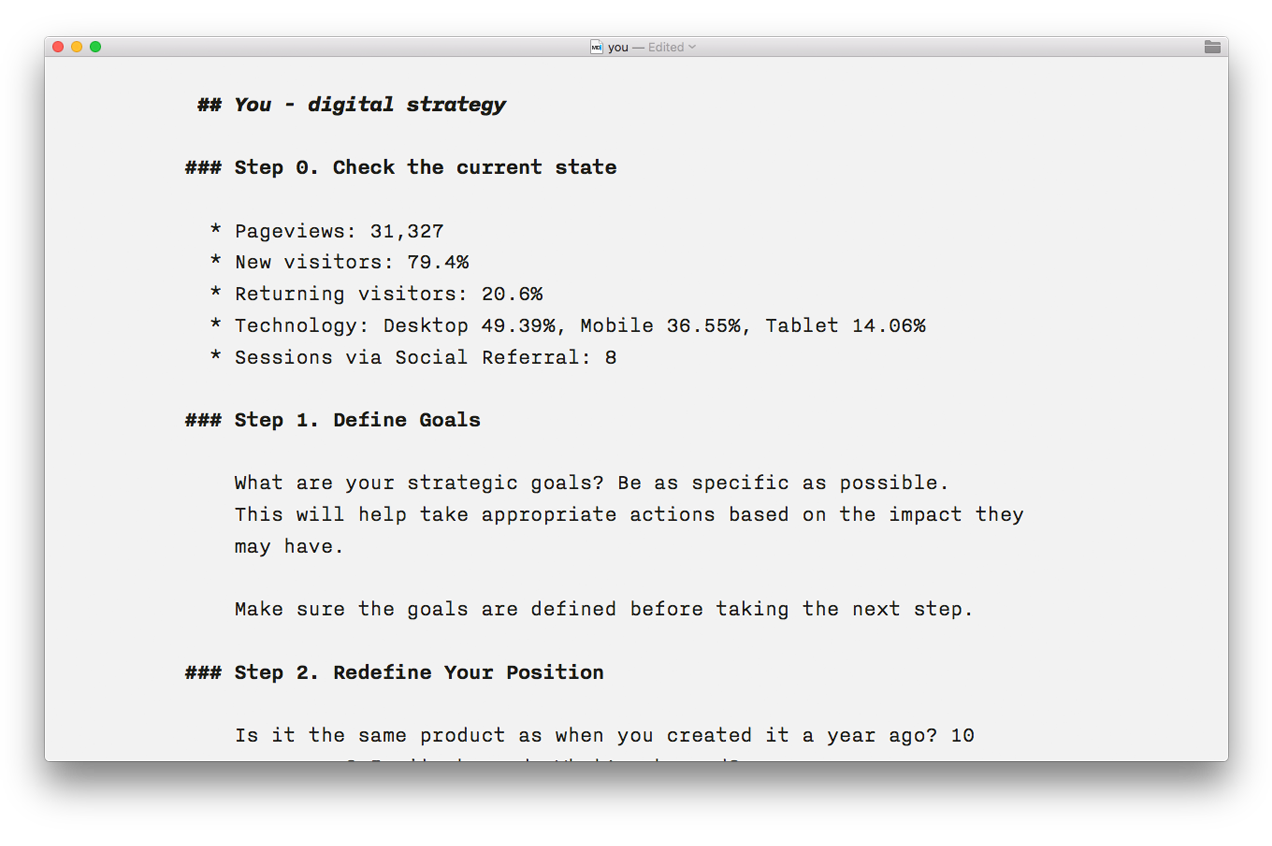 you — Edited
## You - digital strategy
### Step 0. Check the current state
* Pageviews: 31,327
* New visitors: 79.4%
* Returning visitors: 20.6%
* Technology: Desktop 49.39%, Mobile 36.55%, Tablet 14.06%
* Sessions via Social Referral: 8
### Step 1. Define Goals
What are your strategic goals? Be as specific as possible.
This will help take appropriate actions based on the impact they
may have.
Make sure the goals are defined before taking the next step.
### Step 2. Redefine Your Position
Is it the same product as when you created it a year ago? 10